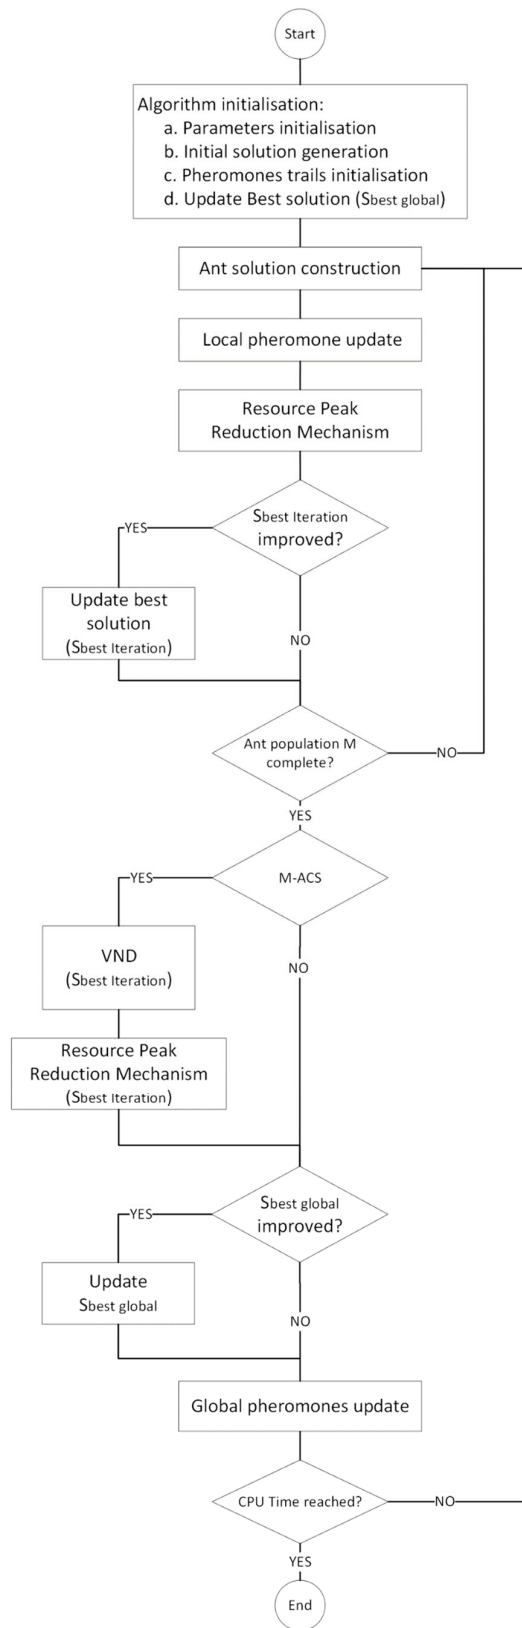 Start
Algorithm initialisation:
a. Parameters initialisation
b. Initial solution generation
c. Pheromones trails initialisation
d. Update Best solution (Sbest global)
Ant solution construction
Local pheromone update
Resource Peak
Reduction Mechanism
Sbest Iteration
improved?
YES
Update best
solution
(Sbest Iteration)
NO
Ant population M
complete?
NO
YES
M-ACS
YES
VND
(Sbest Iteration)
NO
Resource Peak
Reduction Mechanism
(Sbest Iteration)
Sbest global
improved?
YES
Update
Sbest global
NO
Global pheromones update
CPU Time reached?
NO
YES
End